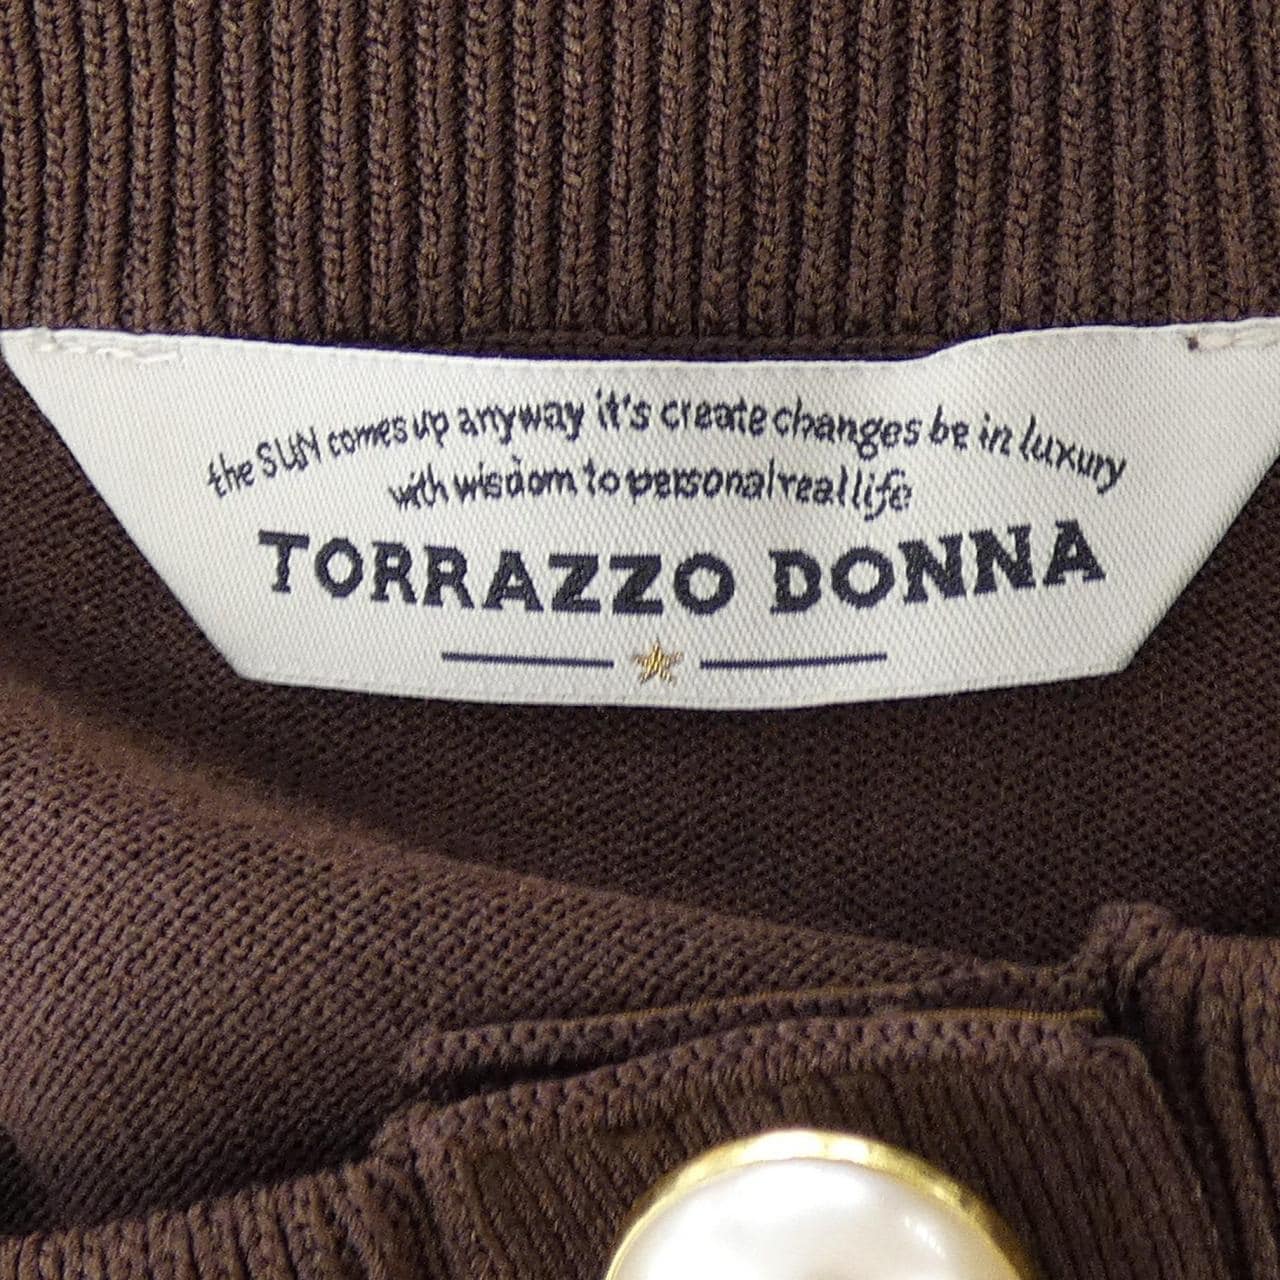 the SUN comes up anyway it's create changes be in luxury
with wisdom to personal real life
TORRAZZO DONNA